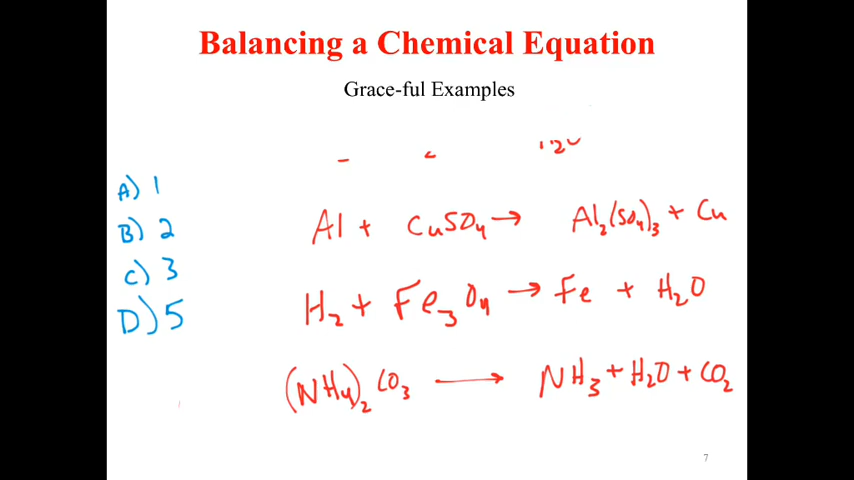 Balancing a Chemical Equation
Grace-ful Examples
A) 1
B) 2
C) 3
D) 5
Al + CuSO4 → Al2(SO4)3 + Cu
H2 + Fe3O4 → Fe + H2O
(NH4)2CO3 → NH3 + H2O + CO2
7